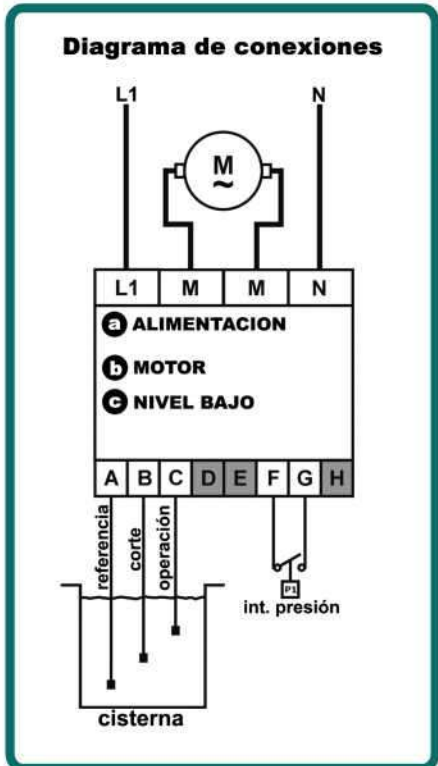 Diagrama de conexiones
L1 N
M
~
L1 M M N
a ALIMENTACION
b MOTOR
c NIVEL BAJO
A B C D E F G H
referencia
corte
operación
P1
int. presión
cisterna